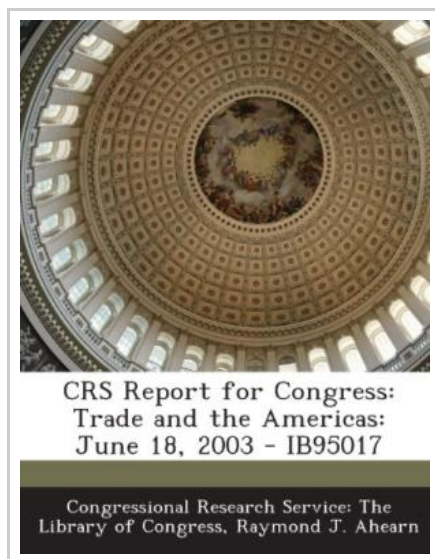 CRS Report for Congress:
Trade and the Americas:
June 18, 2003 - IB95017
Congressional Research Service: The
Library of Congress, Raymond J. Ahearn